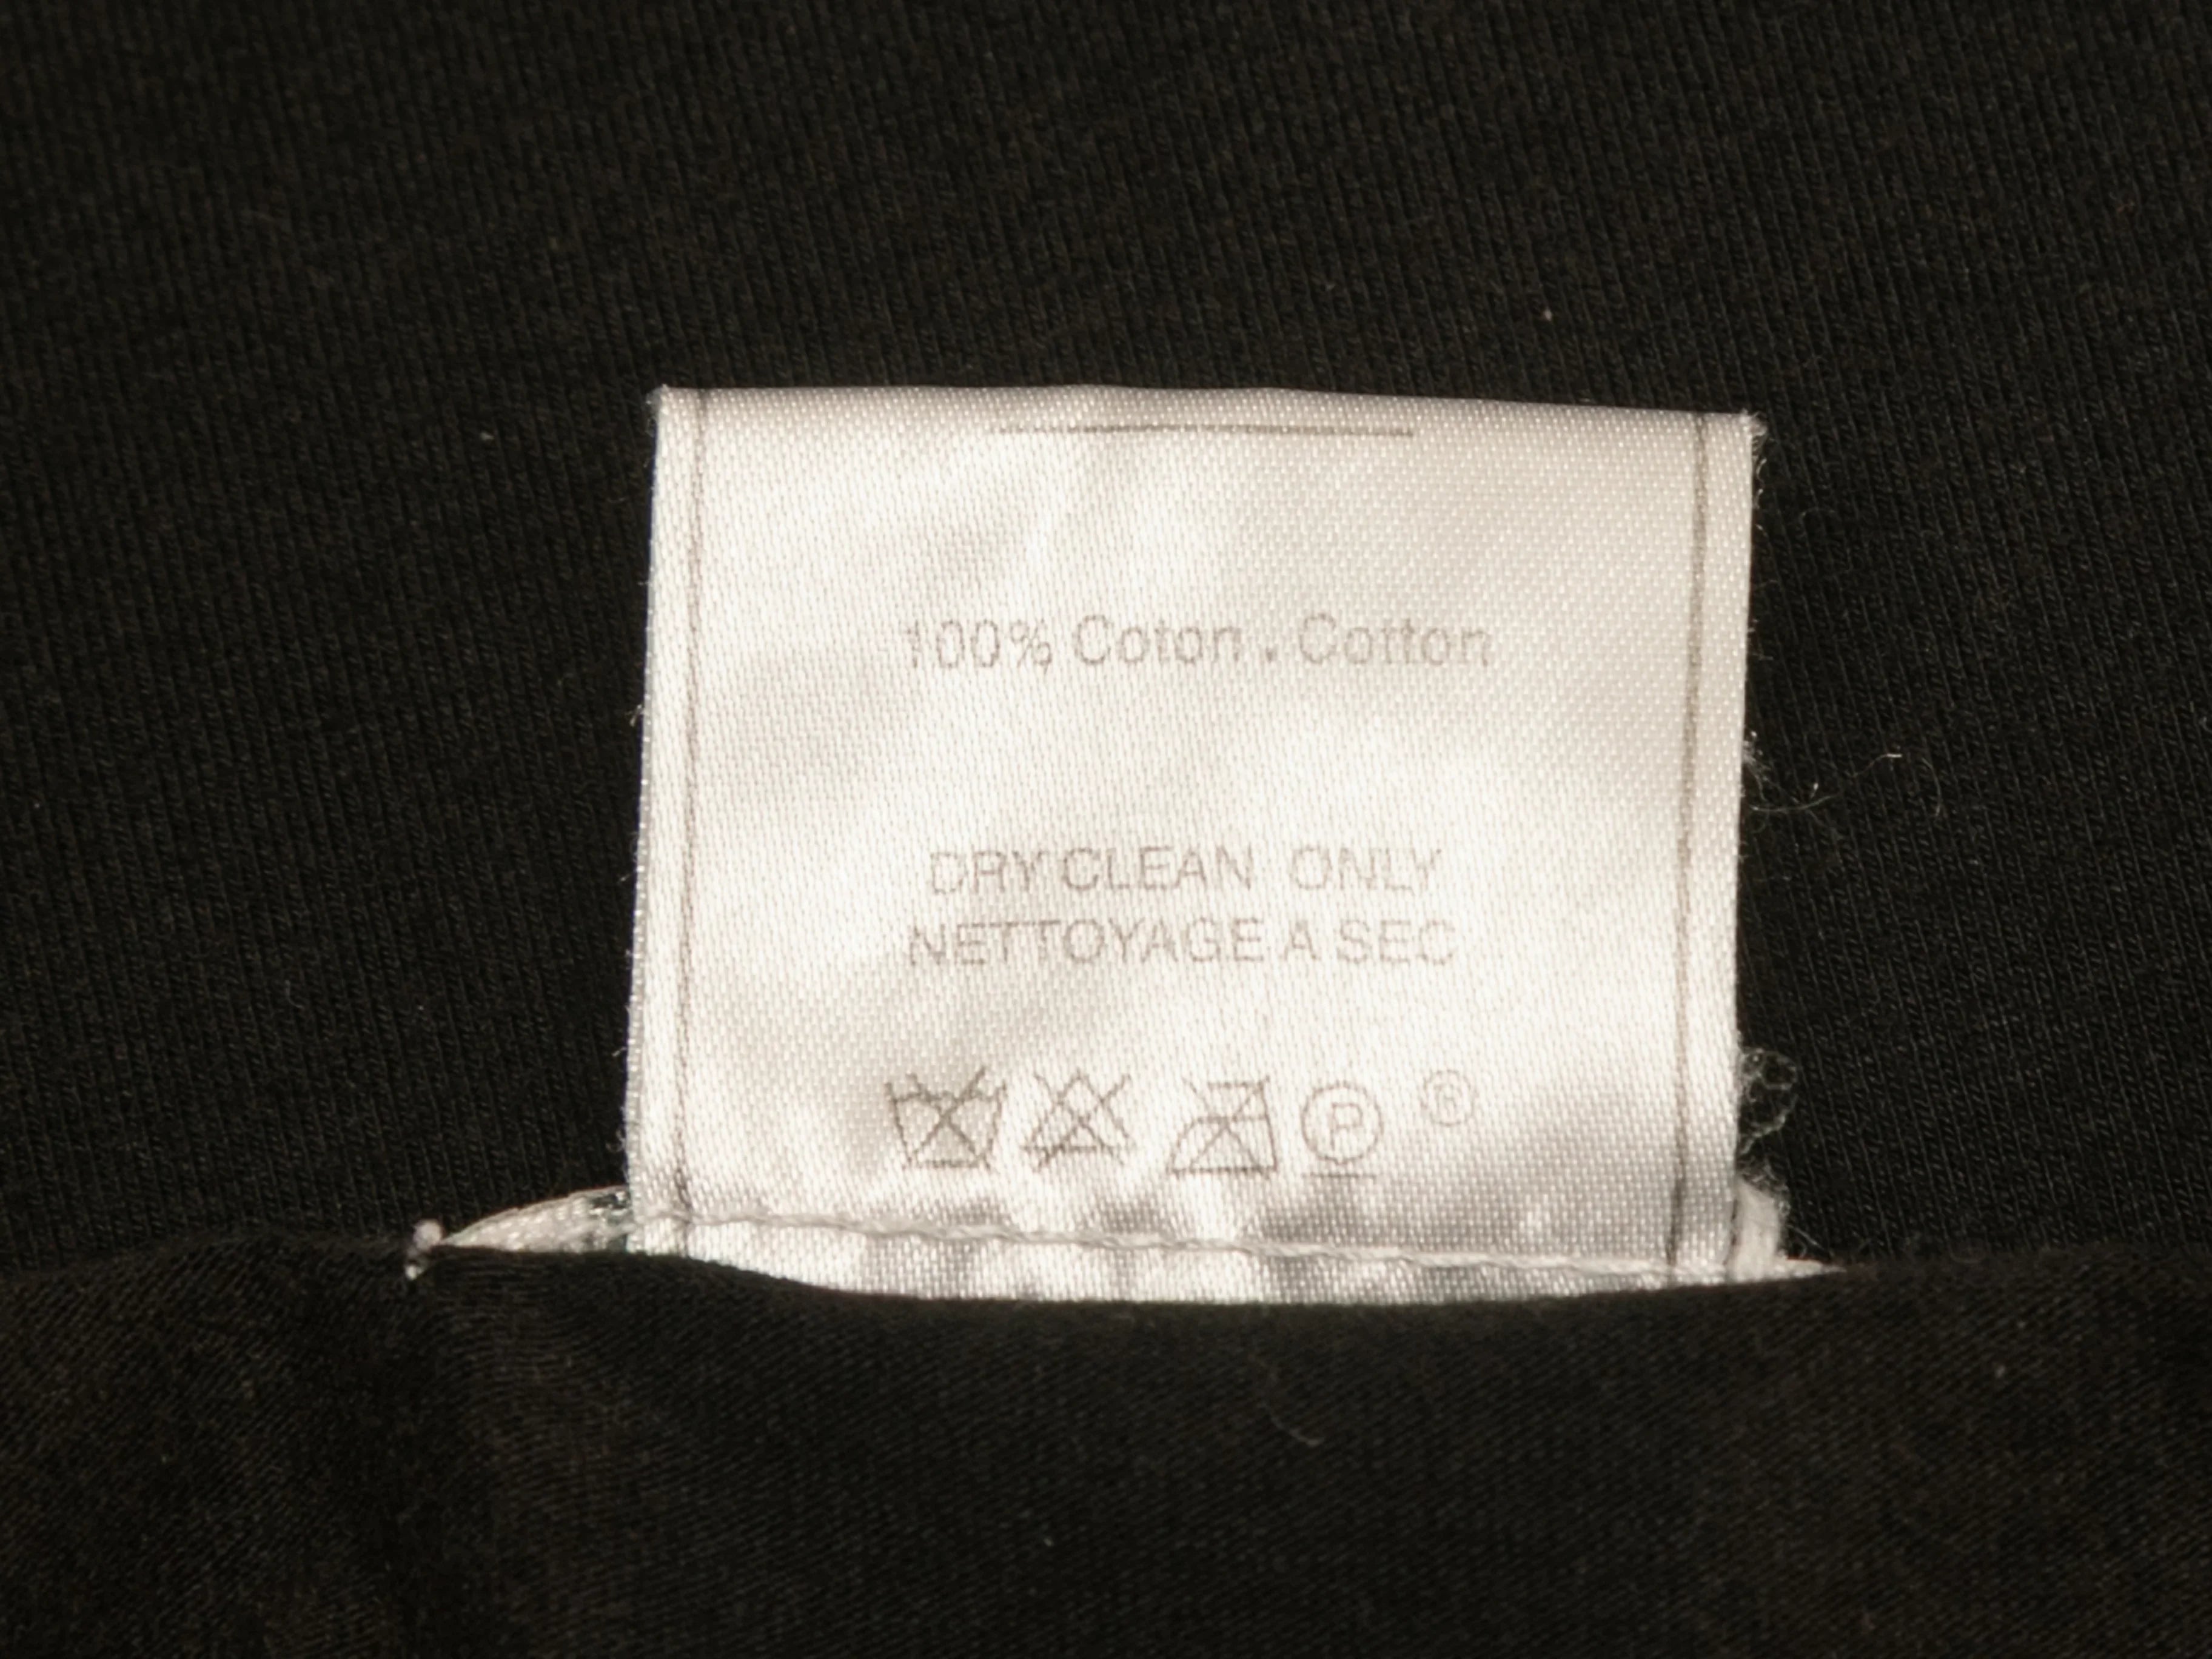 100% Coton . Cotton
DRY CLEAN ONLY
NETTOYAGE A SEC
P ®